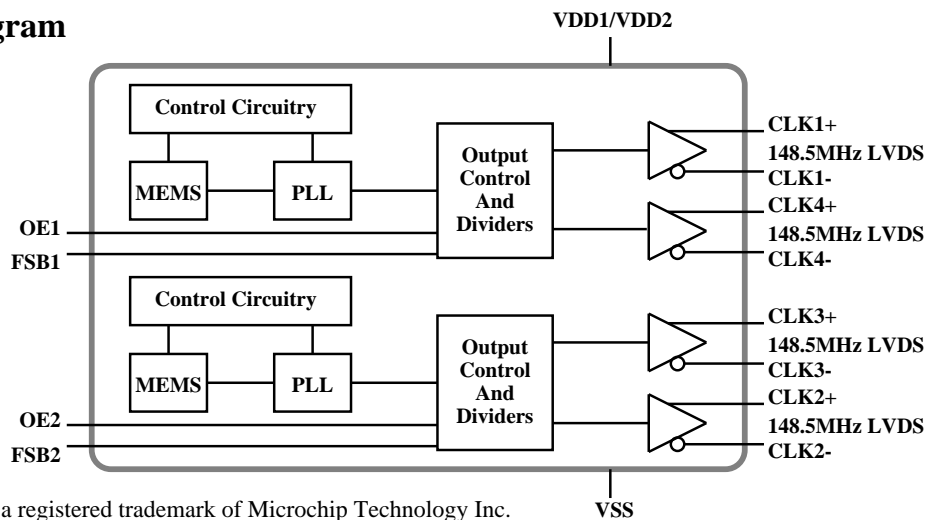 gram
VDD1/VDD2
Control Circuitry
MEMS
PLL
Output
Control
And
Dividers
CLK1+
148.5MHz LVDS
CLK1-
CLK4+
148.5MHz LVDS
CLK4-
OE1
FSB1
Control Circuitry
MEMS
PLL
Output
Control
And
Dividers
CLK3+
148.5MHz LVDS
CLK3-
CLK2+
148.5MHz LVDS
CLK2-
OE2
FSB2
a registered trademark of Microchip Technology Inc.
VSS